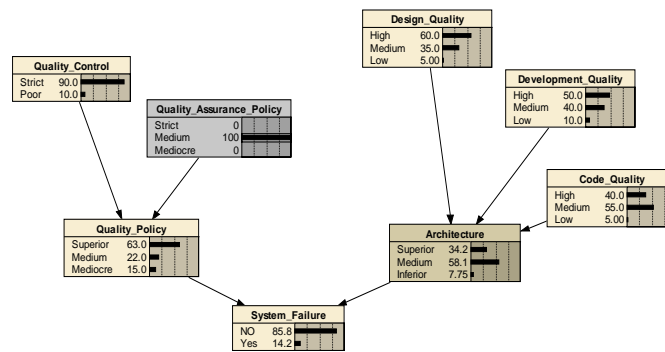 Design_Quality
High 60.0
Medium 35.0
Low 5.00
Quality_Control
Strict 90.0
Poor 10.0
Development_Quality
High 50.0
Medium 40.0
Low 10.0
Quality_Assurance_Policy
Strict 0
Medium 100
Mediocre 0
Code_Quality
High 40.0
Medium 55.0
Low 5.00
Quality_Policy
Superior 63.0
Medium 22.0
Mediocre 15.0
Architecture
Superior 34.2
Medium 58.1
Inferior 7.75
System_Failure
NO 85.8
Yes 14.2